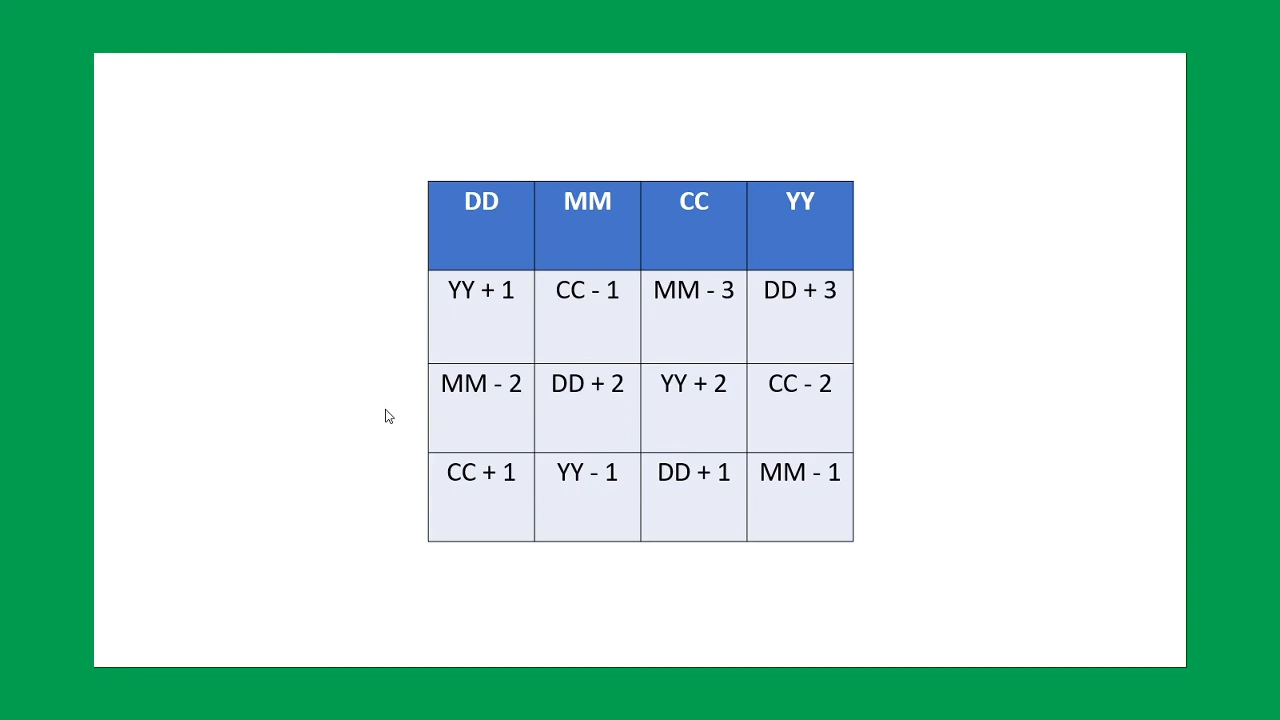 DD MM CC YY
YY + 1 CC - 1 MM - 3 DD + 3
MM - 2 DD + 2 YY + 2 CC - 2
CC + 1 YY - 1 DD + 1 MM - 1